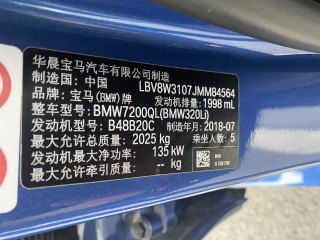 华晨宝马汽车有限公司制造
制造国：中国 LBV8W3107JMM84564
品牌：宝马(BMW)牌 发动机排量：1998 mL
整车型号：BMW7200QL(BMW320Li)
发动机型号：B48B20C 制造年月：2018-07
最大允许总质量：2025 kg 乘坐人数：5
发动机最大净功率：135 kW
最大允许牵引质量：-- kg